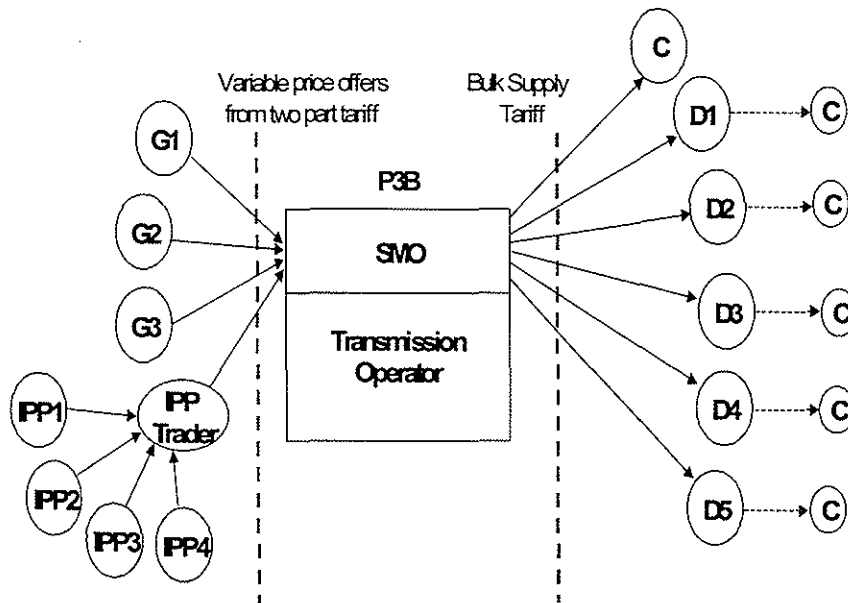 Variable price offers
from two part tariff
Bulk Supply
Tariff
P3B
SMO
Transmission
Operator
G1
G2
G3
IPP
Trader
IPP1
IPP2
IPP3
IPP4
C
D1
C
D2
C
D3
C
D4
C
D5
C